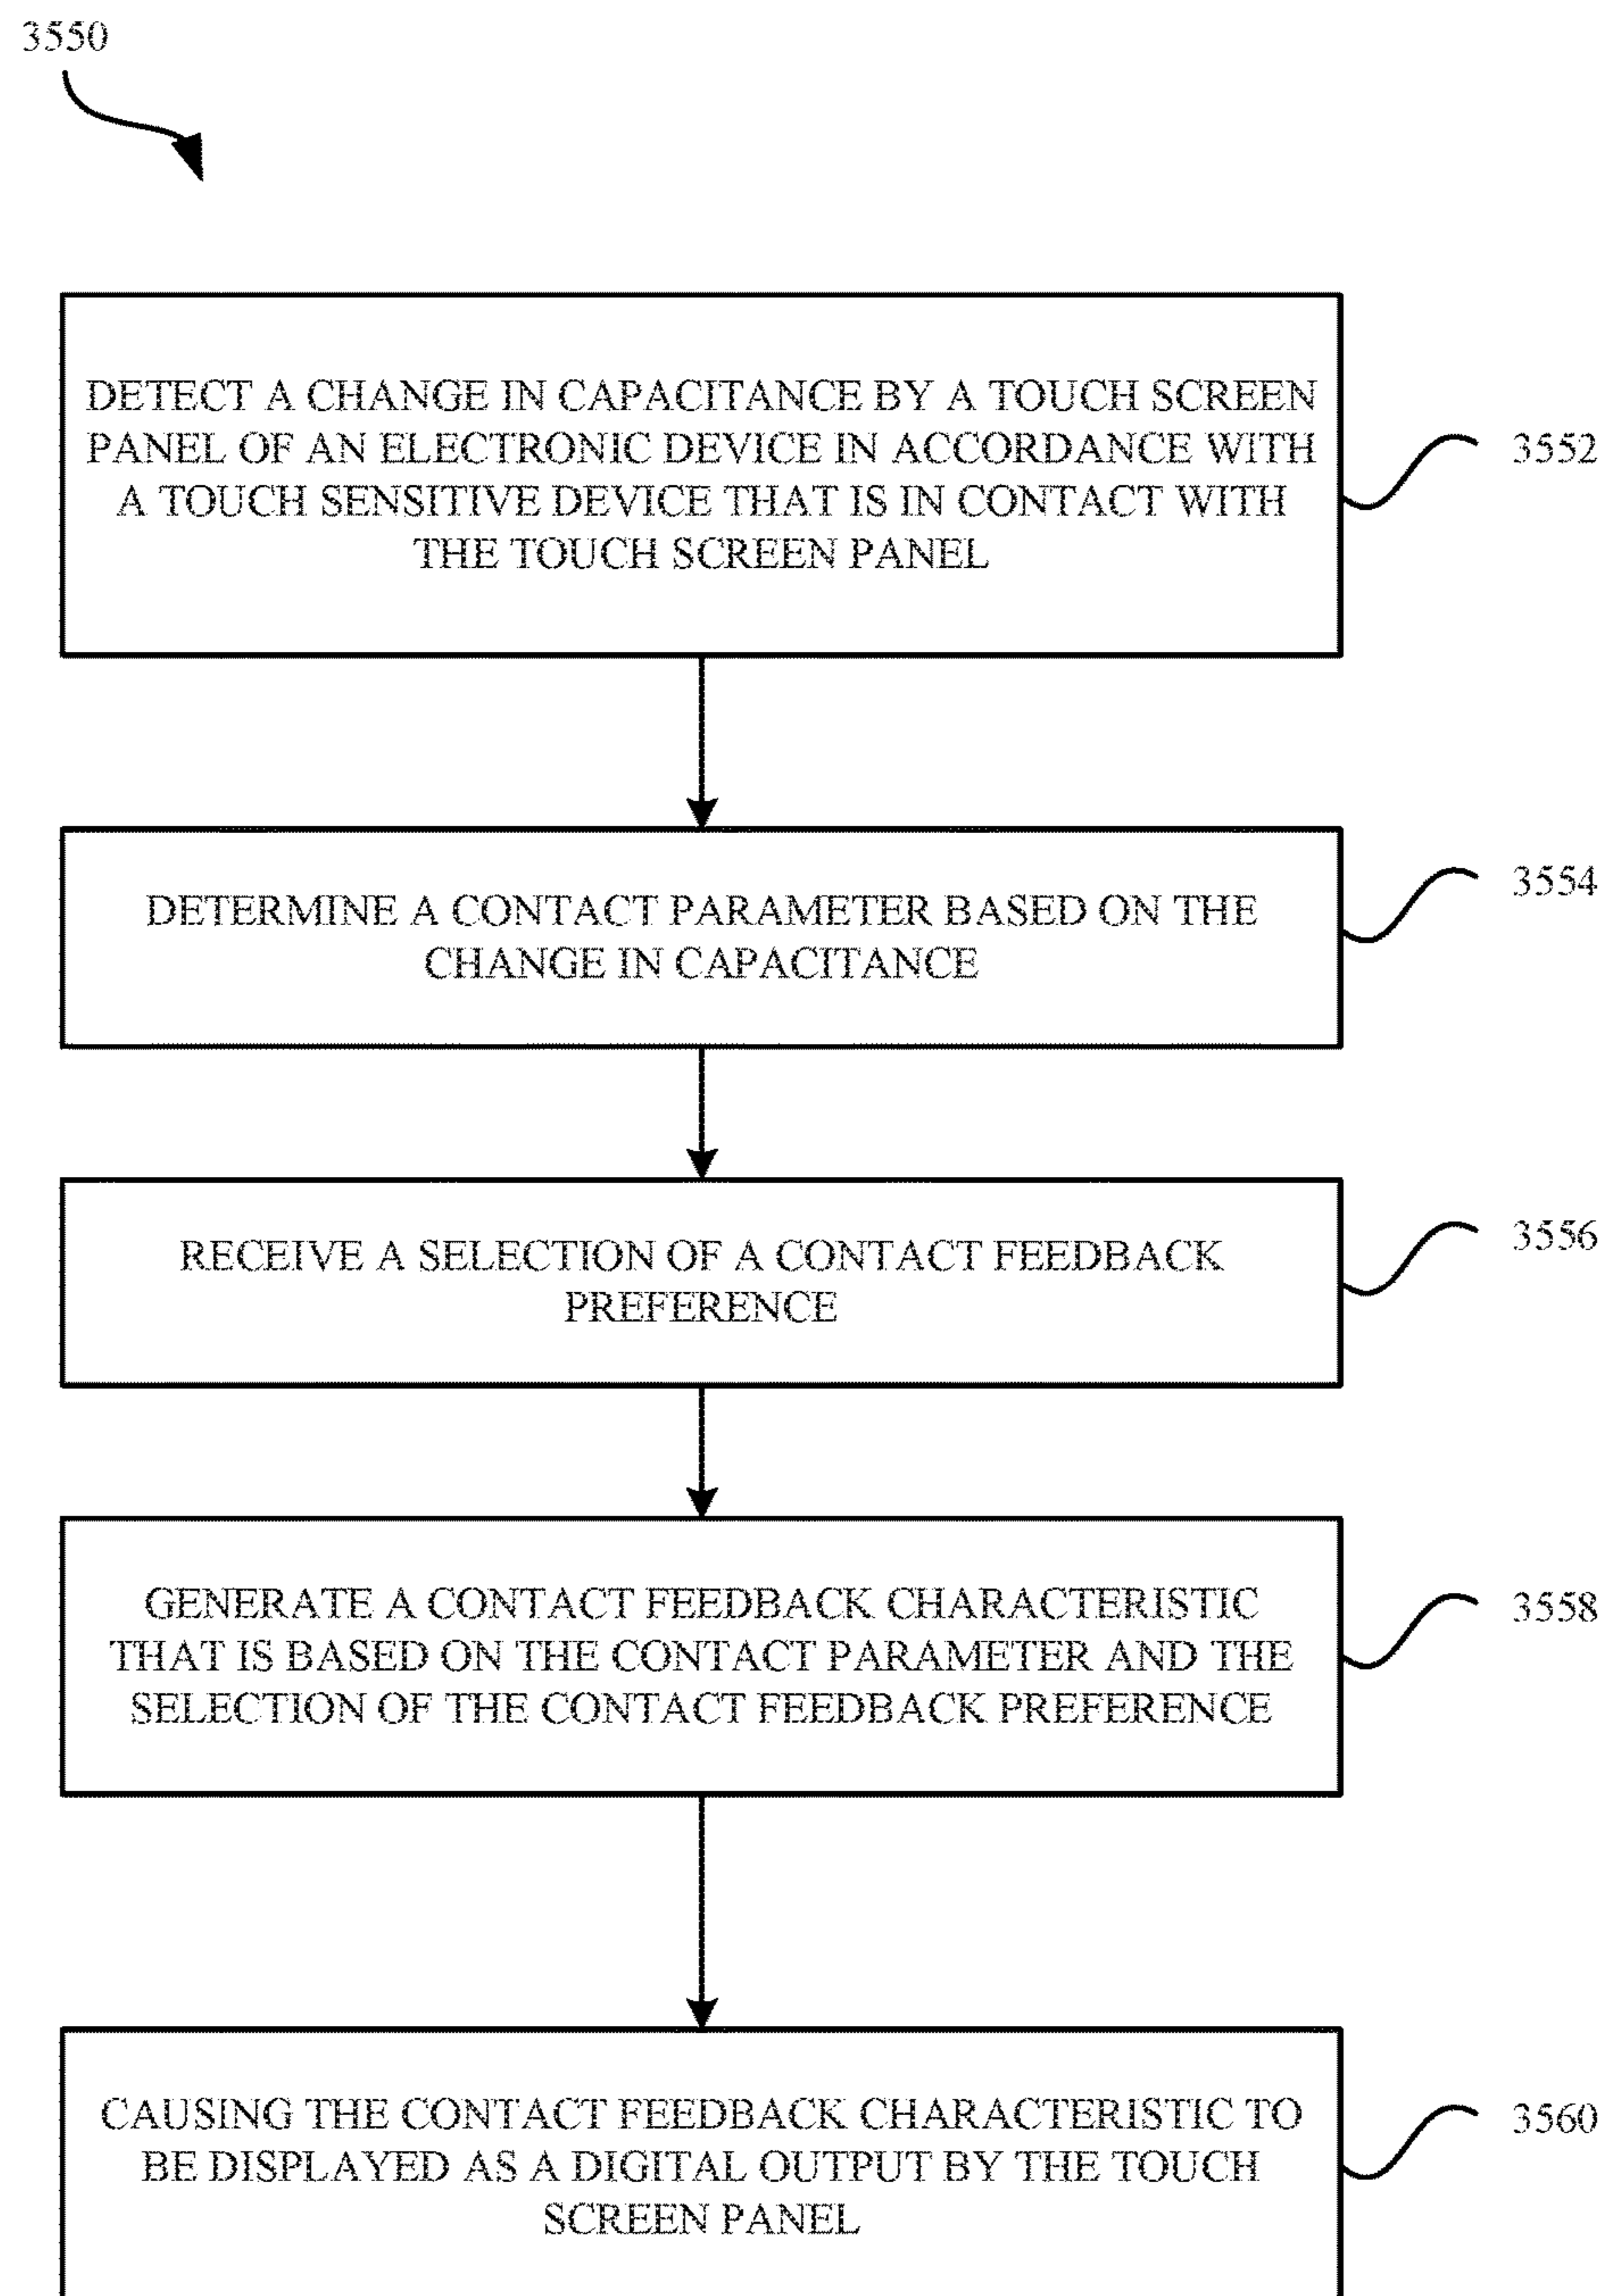 3550
DETECT A CHANGE IN CAPACITANCE BY A TOUCH SCREEN
PANEL OF AN ELECTRONIC DEVICE IN ACCORDANCE WITH
A TOUCH SENSITIVE DEVICE THAT IS IN CONTACT WITH
THE TOUCH SCREEN PANEL
3552
DETERMINE A CONTACT PARAMETER BASED ON THE
CHANGE IN CAPACITANCE
3554
RECEIVE A SELECTION OF A CONTACT FEEDBACK
PREFERENCE
3556
GENERATE A CONTACT FEEDBACK CHARACTERISTIC
THAT IS BASED ON THE CONTACT PARAMETER AND THE
SELECTION OF THE CONTACT FEEDBACK PREFERENCE
3558
CAUSING THE CONTACT FEEDBACK CHARACTERISTIC TO
BE DISPLAYED AS A DIGITAL OUTPUT BY THE TOUCH
SCREEN PANEL
3560